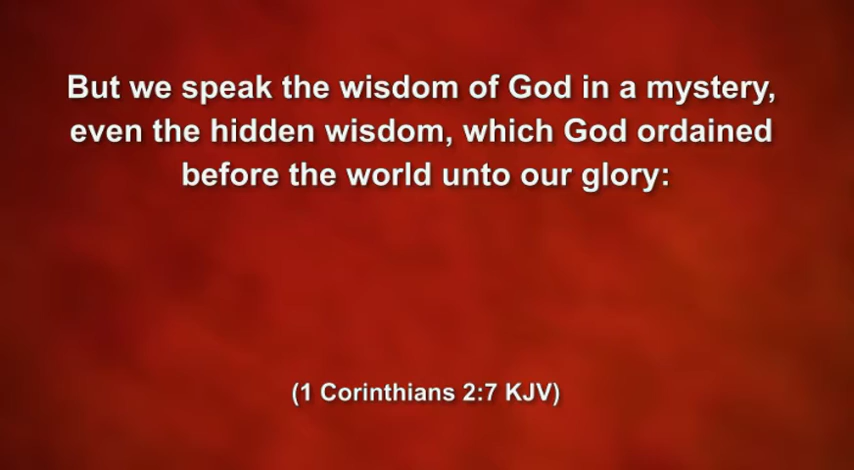 But we speak the wisdom of God in a mystery,
even the hidden wisdom, which God ordained
before the world unto our glory:
(1 Corinthians 2:7 KJV)